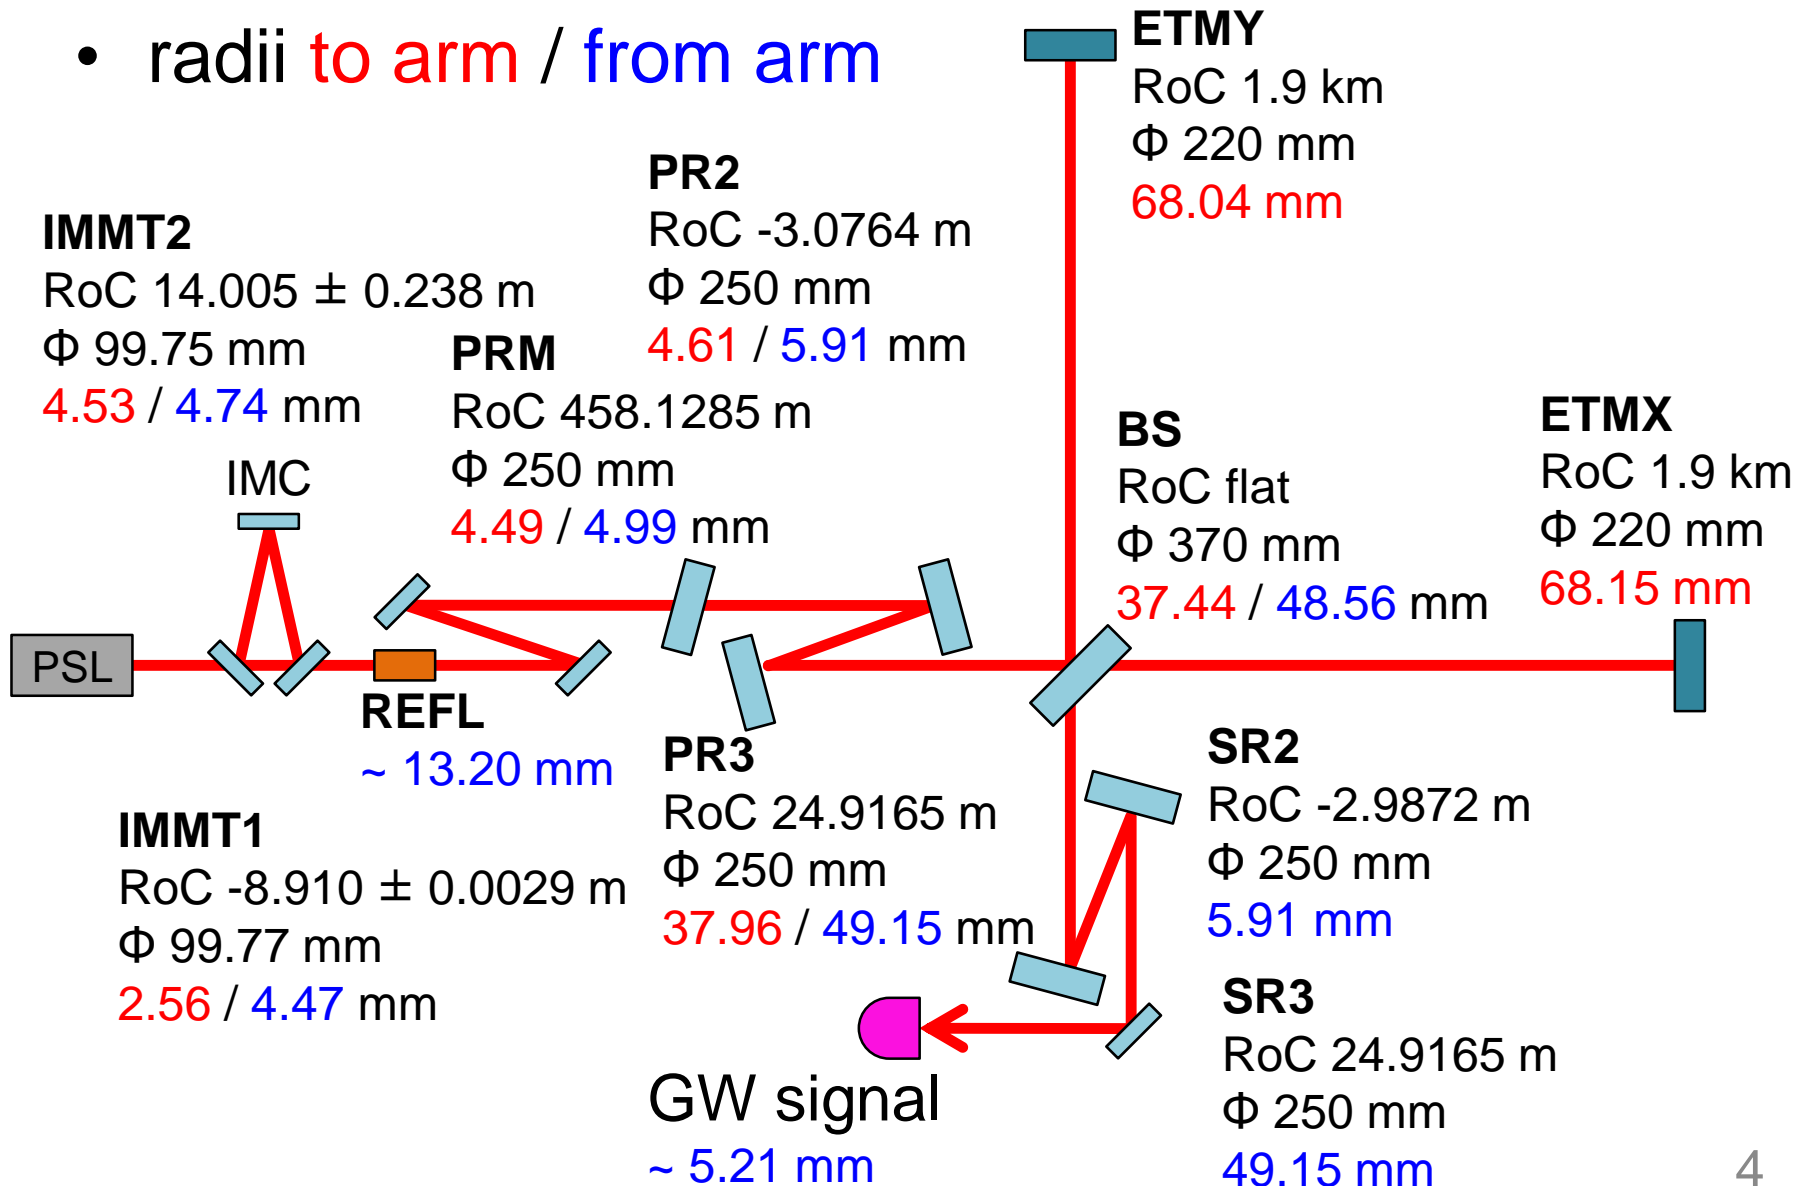 • radii to arm / from arm
ETMY
RoC 1.9 km
Φ 220 mm
68.04 mm
PR2
RoC -3.0764 m
Φ 250 mm
4.61 / 5.91 mm
IMMT2
RoC 14.005 ± 0.238 m
Φ 99.75 mm
4.53 / 4.74 mm
PRM
RoC 458.1285 m
Φ 250 mm
4.49 / 4.99 mm
BS
RoC flat
Φ 370 mm
37.44 / 48.56 mm
ETMX
RoC 1.9 km
Φ 220 mm
68.15 mm
IMC
PSL
REFL
~ 13.20 mm
IMMT1
RoC -8.910 ± 0.0029 m
Φ 99.77 mm
2.56 / 4.47 mm
PR3
RoC 24.9165 m
Φ 250 mm
37.96 / 49.15 mm
SR2
RoC -2.9872 m
Φ 250 mm
5.91 mm
SR3
RoC 24.9165 m
Φ 250 mm
49.15 mm
GW signal
~ 5.21 mm
4